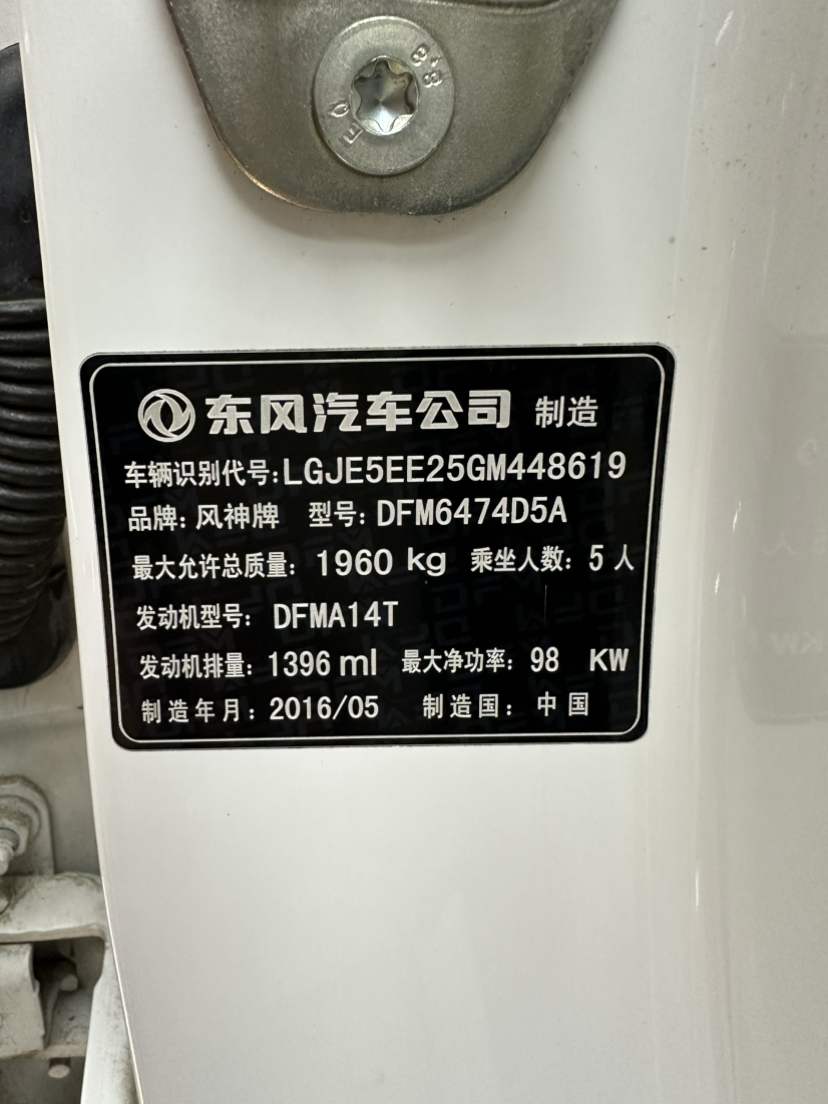 8.8
EQ
东风汽车公司 制造
车辆识别代号:LGJE5EE25GM448619
品牌: 风神牌 型号: DFM6474D5A
最大允许总质量: 1960 kg 乘坐人数: 5 人
发动机型号: DFMA14T
发动机排量: 1396 ml 最大净功率: 98 KW
制造年月: 2016/05 制造国: 中国